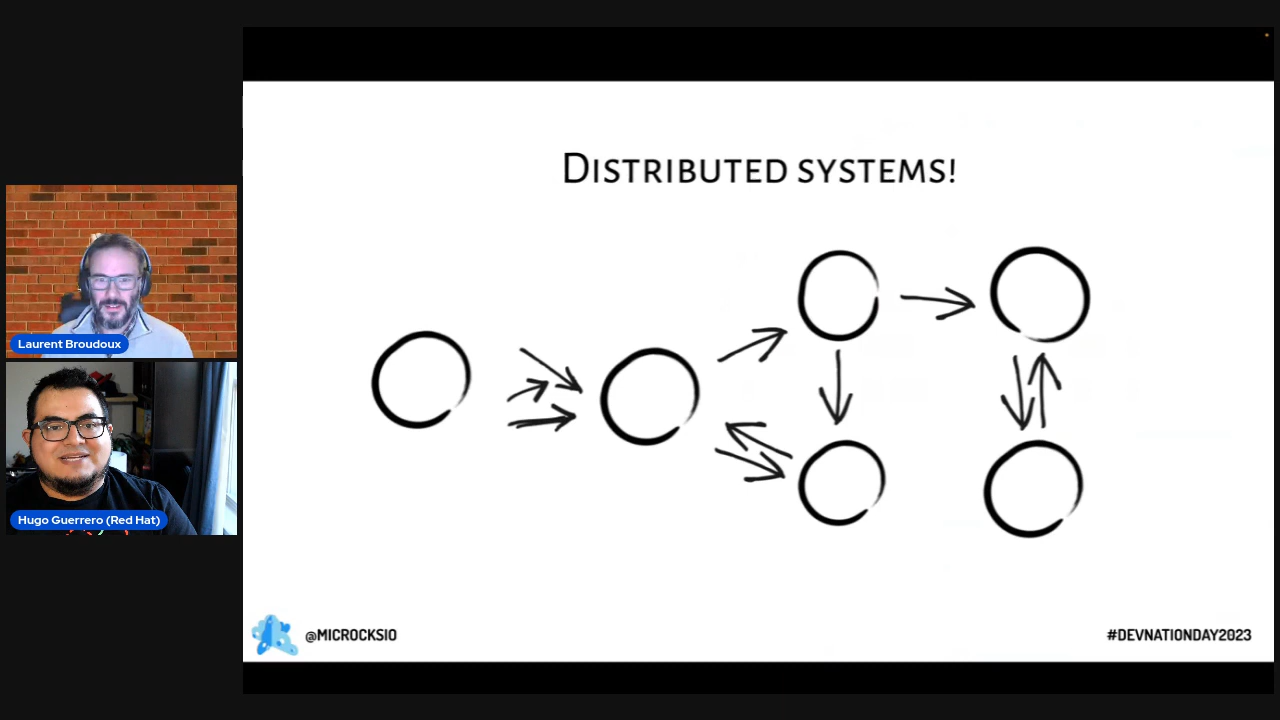 Distributed systems!
Laurent Broudoux
Hugo Guerrero (Red Hat)
@MICROCKSIO
#DEVNATIONDAY2023